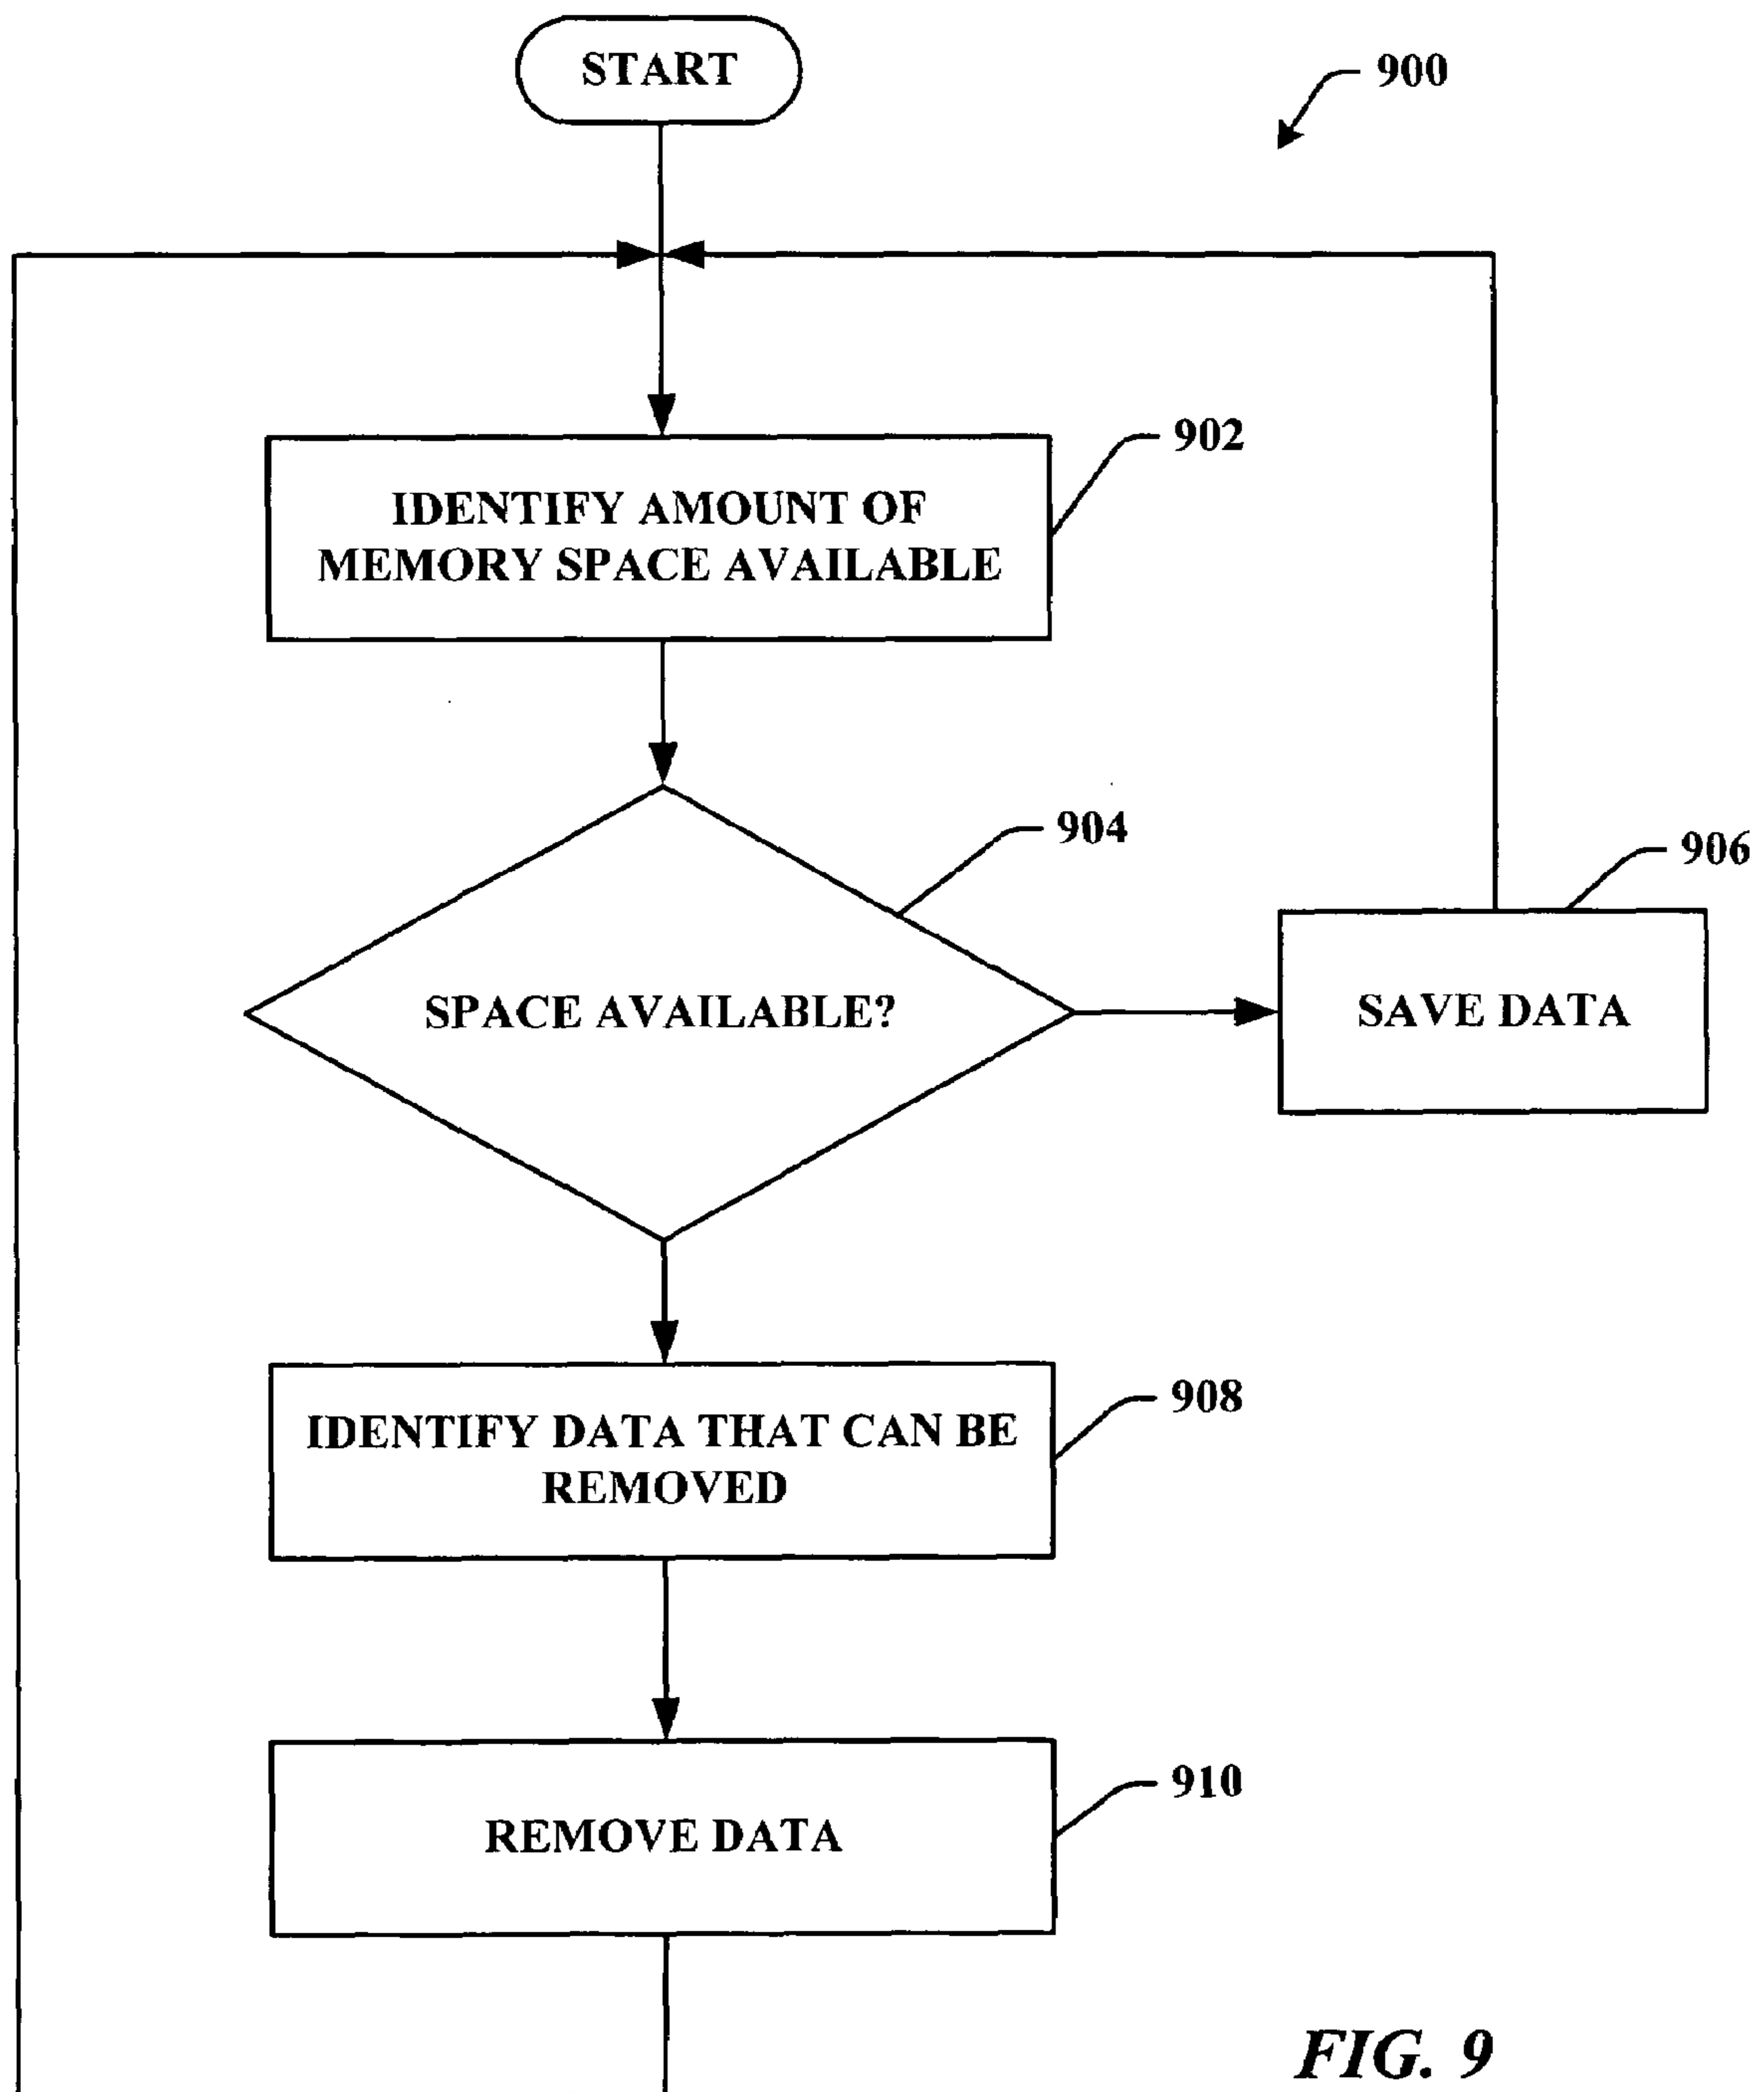 START
900
902
IDENTIFY AMOUNT OF
MEMORY SPACE AVAILABLE
904
906
SPACE AVAILABLE?
SAVE DATA
908
IDENTIFY DATA THAT CAN BE
REMOVED
910
REMOVE DATA
FIG. 9